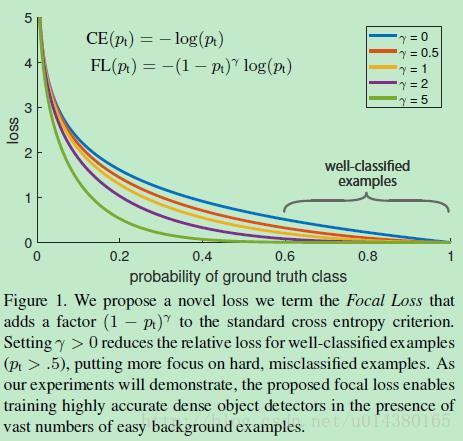 5
4
3
2
1
0
loss
CE(pt) = − log(pt)
FL(pt) = −(1 − pt)γ log(pt)
γ = 0
γ = 0.5
γ = 1
γ = 2
γ = 5
well-classified
examples
0 0.2 0.4 0.6 0.8 1
probability of ground truth class
Figure 1. We propose a novel loss we term the Focal Loss that
adds a factor (1 − pt)γ to the standard cross entropy criterion.
Setting γ > 0 reduces the relative loss for well-classified examples
(pt > .5), putting more focus on hard, misclassified examples. As
our experiments will demonstrate, the proposed focal loss enables
training highly accurate dense object detectors in the presence of
vast numbers of easy background examples.